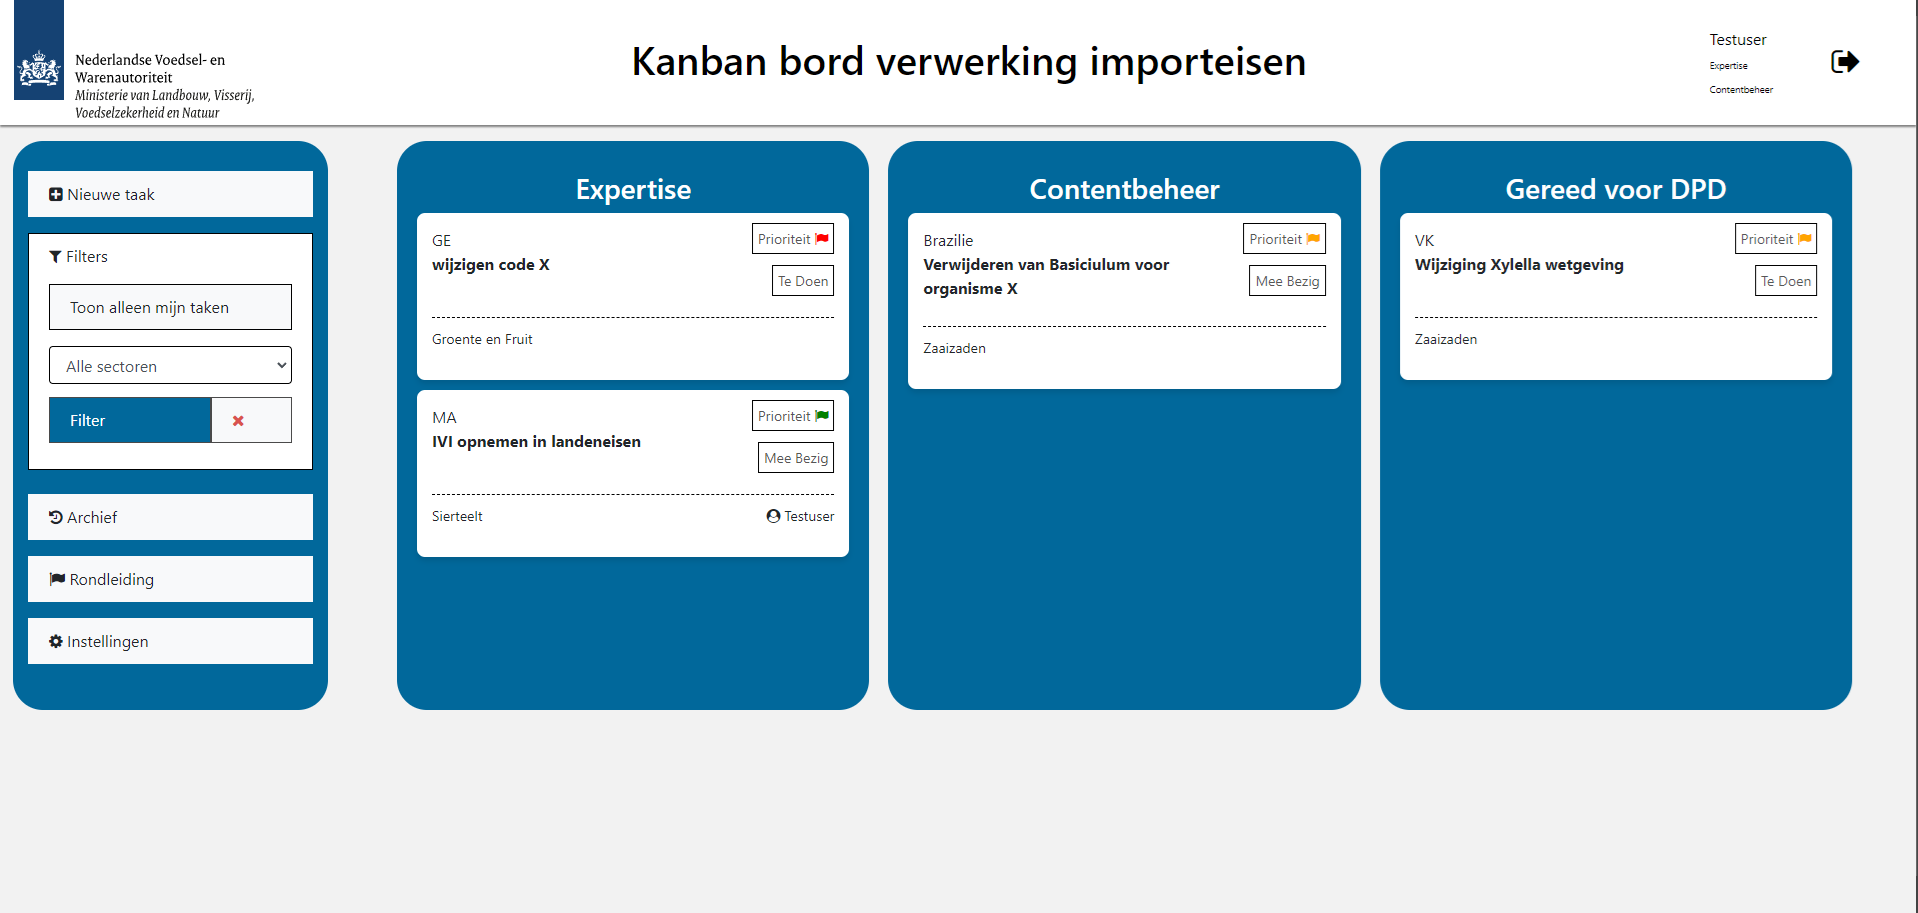 Nederlandse Voedsel- en
Warenautoriteit
Ministerie van Landbouw, Visserij,
Voedselzekerheid en Natuur
Kanban bord verwerking importeisen
Testuser
Expertise
Contentbeheer
Nieuwe taak
Filters
Toon alleen mijn taken
Alle sectoren
Filter
Archief
Rondleiding
Instellingen
Expertise
GE
Prioriteit
wijzigen code X
Te Doen
Groente en Fruit
MA
Prioriteit
IVI opnemen in landeneisen
Mee Bezig
Sierteelt
Testuser
Contentbeheer
Brazilie
Prioriteit
Verwijderen van Basiciulum voor
organisme X
Mee Bezig
Zaaizaden
Gereed voor DPD
VK
Prioriteit
Wijziging Xylella wetgeving
Te Doen
Zaaizaden